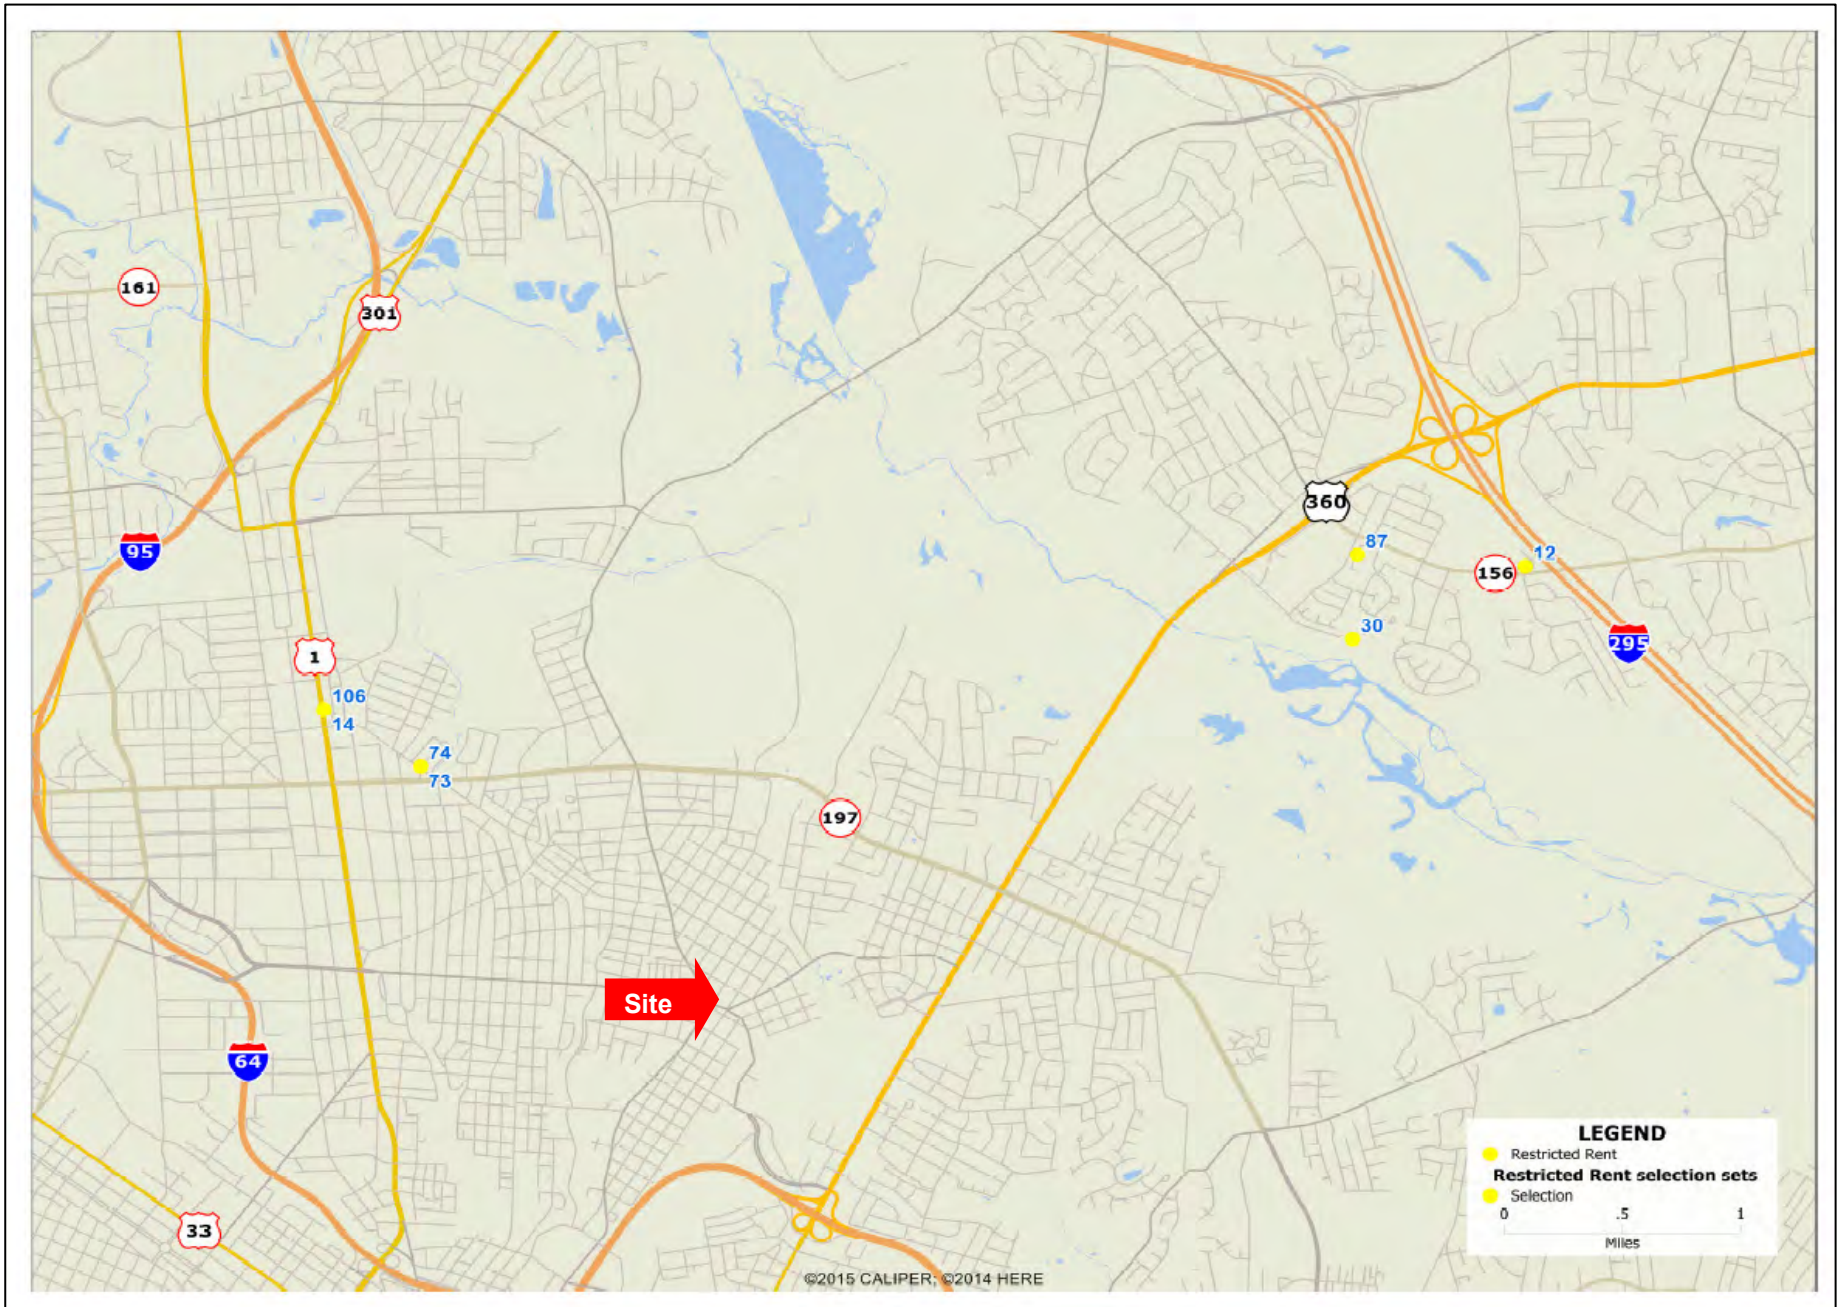 161
301
360
95
87
12
156
30
295
1
106
14
74
73
197
Site
64
33
LEGEND
Restricted Rent
Restricted Rent selection sets
Selection
0 .5 1
Miles
©2015 CALIPER; ©2014 HERE